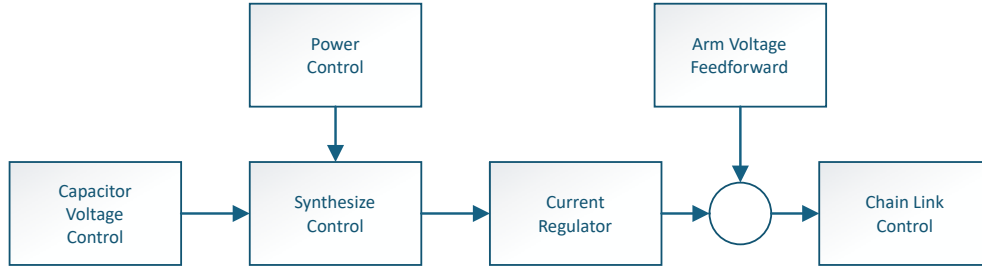 Power
Control
Arm Voltage
Feedforward
Capacitor
Voltage
Control
Synthesize
Control
Current
Regulator
Chain Link
Control